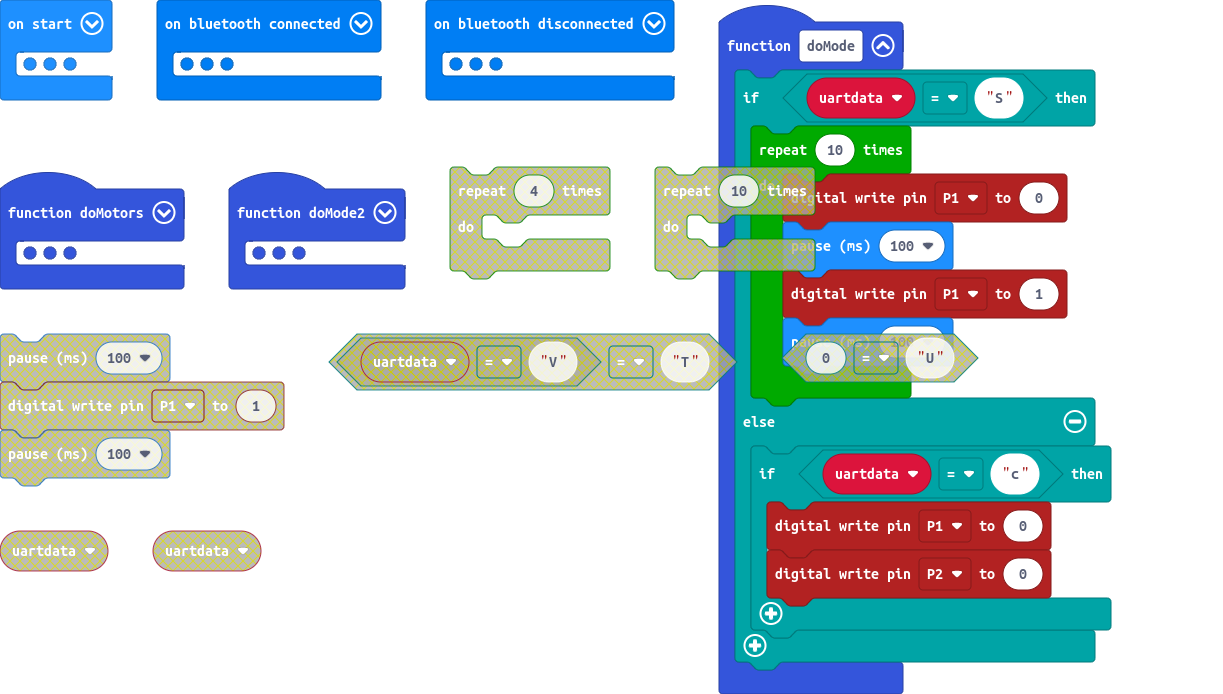 on start
on bluetooth connected
on bluetooth disconnected
function doMotors
function doMode2
repeat 4 times
do
repeat 10 times
do
pause (ms) 100
digital write pin P1 to 1
pause (ms) 100
uartdata = "V" = "T"
0 = "U"
uartdata
uartdata
function doMode
if uartdata = "S" then
repeat 10 times
do
digital write pin P1 to 0
pause (ms) 100
digital write pin P1 to 1
pause (ms) 100
else
if uartdata = "c" then
digital write pin P1 to 0
digital write pin P2 to 0